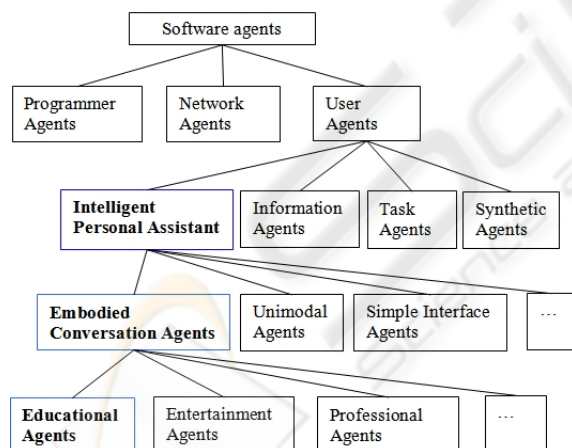 Software agents
Programmer
Agents
Network
Agents
User
Agents
Intelligent
Personal Assistant
Information
Agents
Task
Agents
Synthetic
Agents
Embodied
Conversation Agents
Unimodal
Agents
Simple Interface
Agents
...
Educational
Agents
Entertainment
Agents
Professional
Agents
...